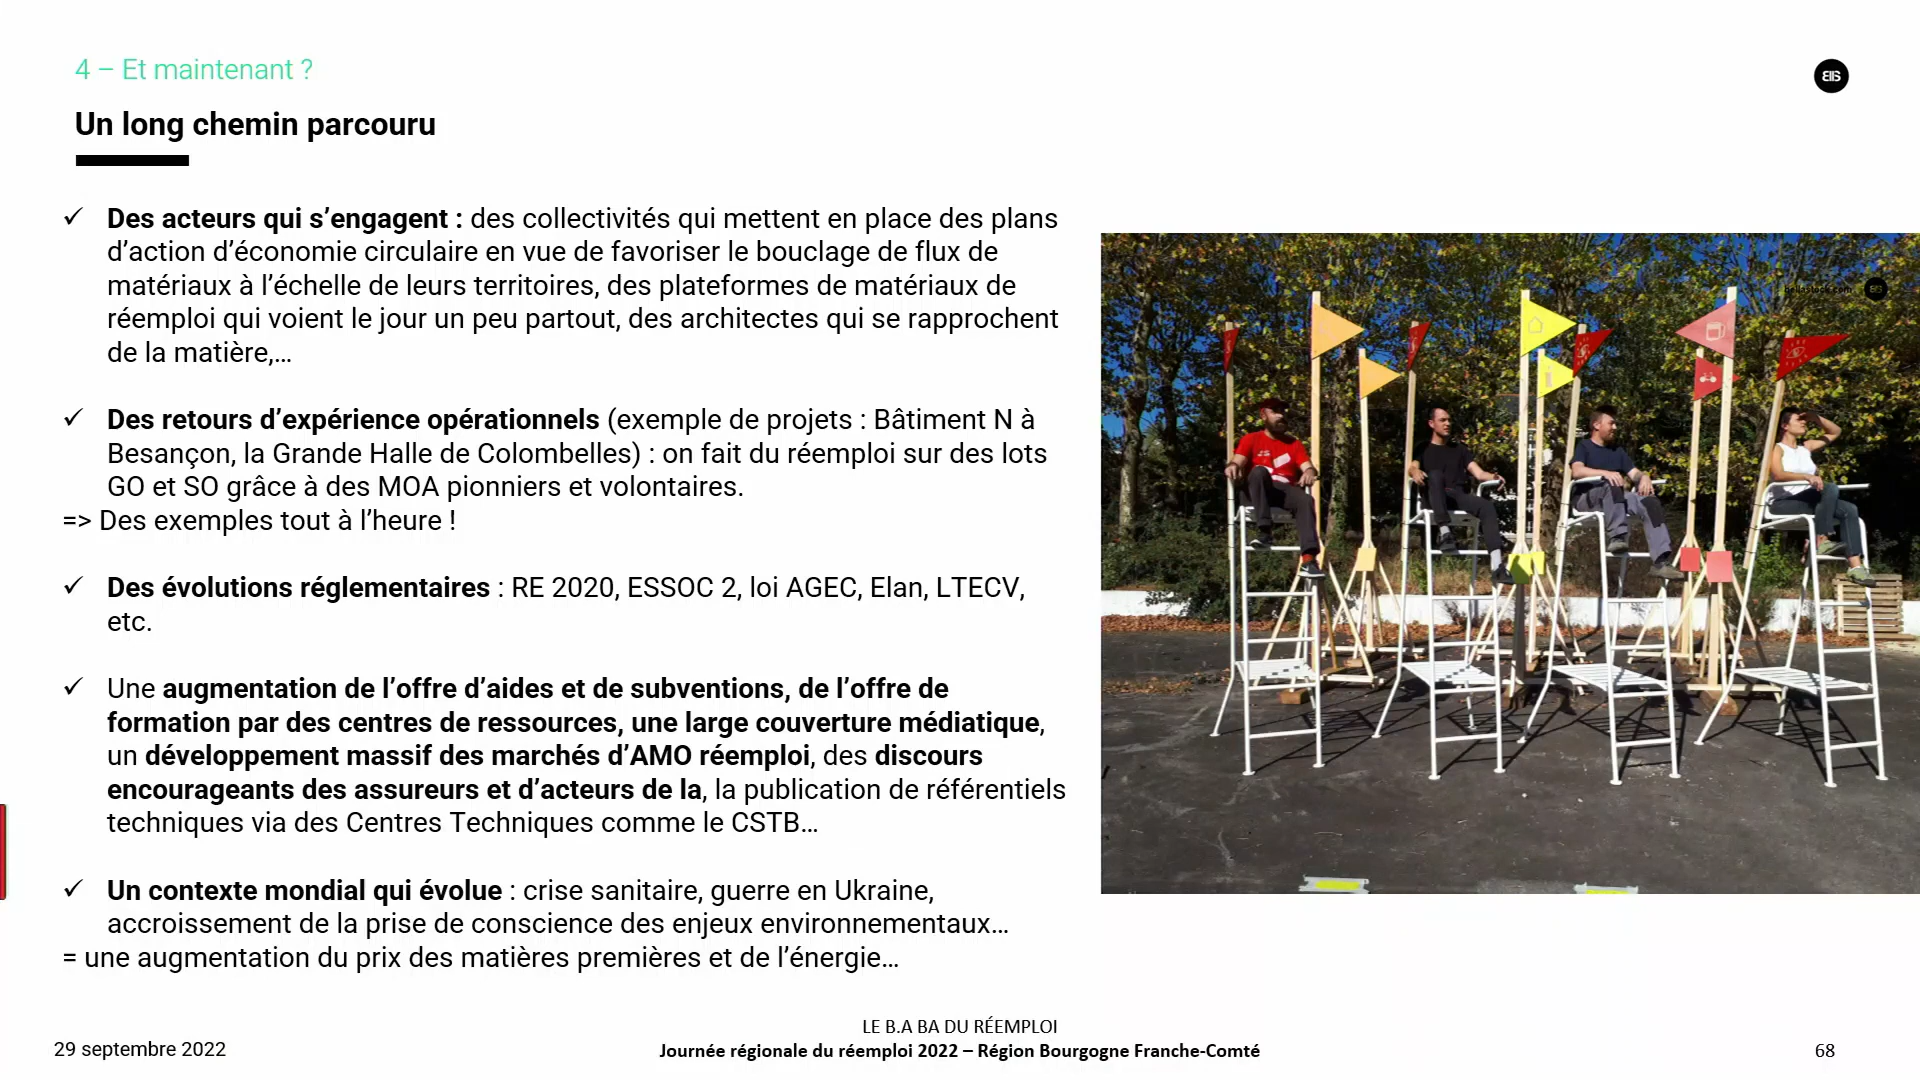 4 – Et maintenant ?
Un long chemin parcouru
✓ Des acteurs qui s’engagent : des collectivités qui mettent en place des plans
d’action d’économie circulaire en vue de favoriser le bouclage de flux de
matériaux à l’échelle de leurs territoires, des plateformes de matériaux de
réemploi qui voient le jour un peu partout, des architectes qui se rapprochent
de la matière,…
✓ Des retours d’expérience opérationnels (exemple de projets : Bâtiment N à
Besançon, la Grande Halle de Colombelles) : on fait du réemploi sur des lots
GO et SO grâce à des MOA pionniers et volontaires.
=> Des exemples tout à l’heure !
✓ Des évolutions réglementaires : RE 2020, ESSOC 2, loi AGEC, Elan, LTECV,
etc.
✓ Une augmentation de l’offre d’aides et de subventions, de l’offre de
formation par des centres de ressources, une large couverture médiatique,
un développement massif des marchés d’AMO réemploi, des discours
encourageants des assureurs et d’acteurs de la, la publication de référentiels
techniques via des Centres Techniques comme le CSTB…
✓ Un contexte mondial qui évolue : crise sanitaire, guerre en Ukraine,
accroissement de la prise de conscience des enjeux environnementaux…
= une augmentation du prix des matières premières et de l’énergie…
bellastock.com
29 septembre 2022
LE B.A BA DU RÉEMPLOI
Journée régionale du réemploi 2022 – Région Bourgogne Franche-Comté
68